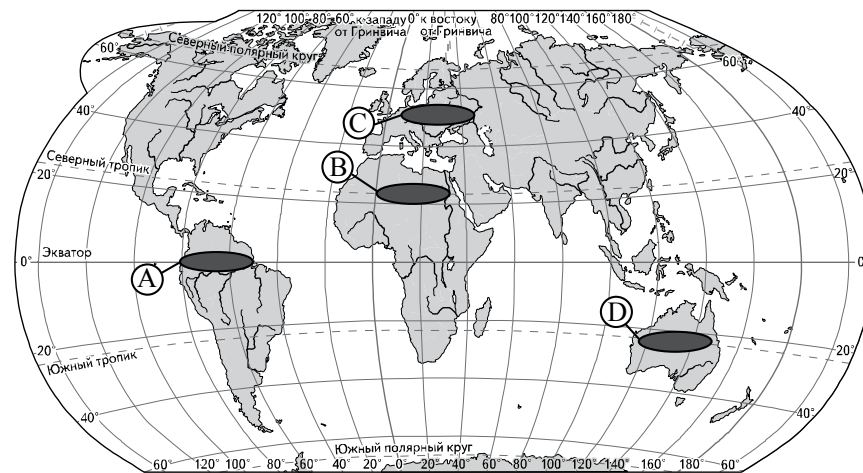 120° 100° 80° 60° к западу 0° к востоку 80° 100° 120° 140° 160° 180°
от Гринвича от Гринвича
60° Северный полярный круг 60°
40° C 40°
Северный тропик B
20° 20°
Экватор
0° A 0°
D
20° Южный тропик 20°
40° 40°
Южный полярный круг
60° 120° 100° 80° 60° 40° 20° 0° 20° 40° 60° 80° 100° 120° 140° 160° 180° 60°